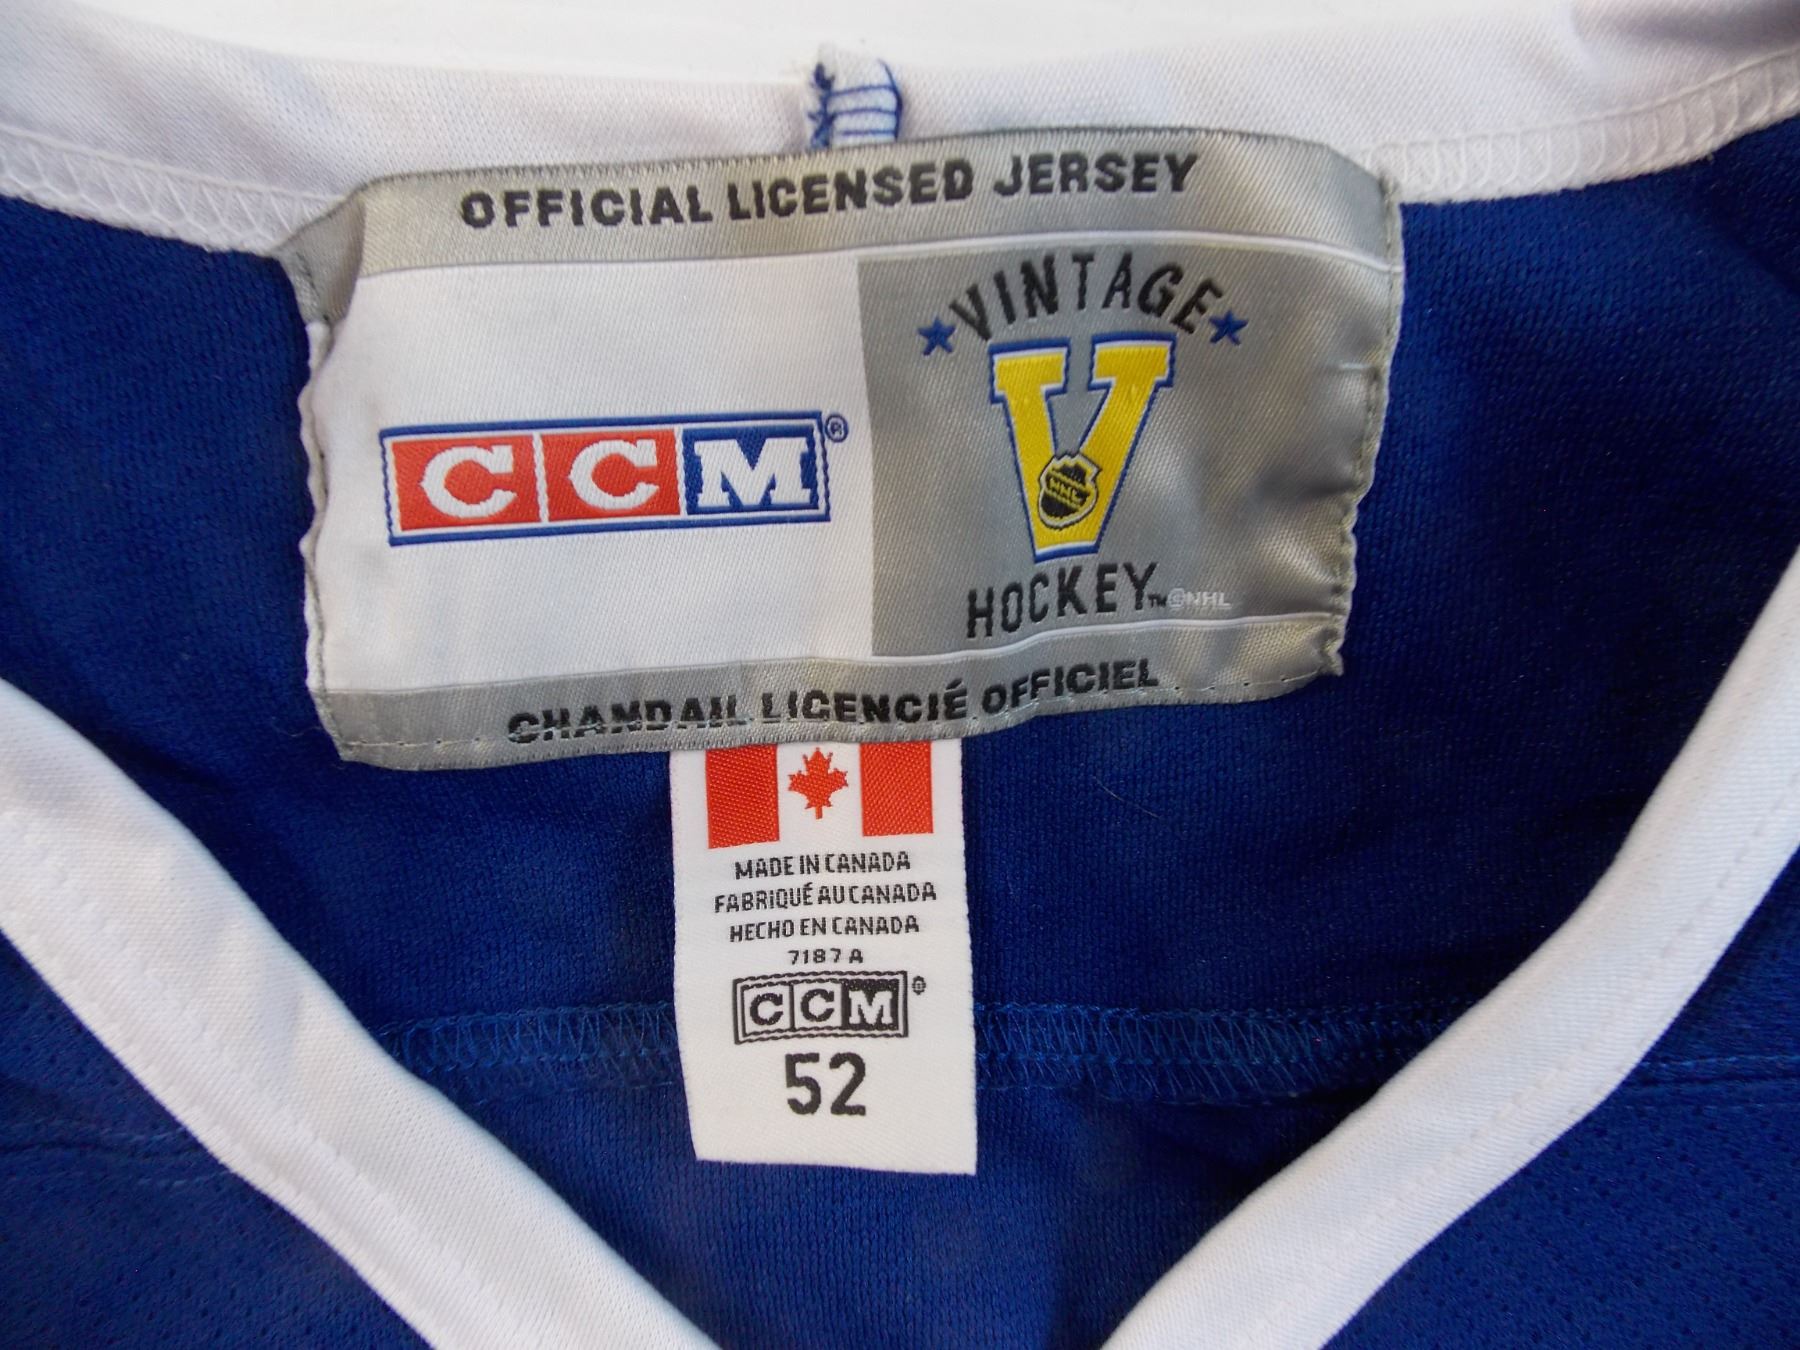 OFFICIAL LICENSED JERSEY
CCM®
VINTAGE
V
NHL
HOCKEY™ ©NHL
CHANDAIL LICENCIÉ OFFICIEL
MADE IN CANADA
FABRIQUÉ AU CANADA
HECHO EN CANADA
7187 A
CCM®
52